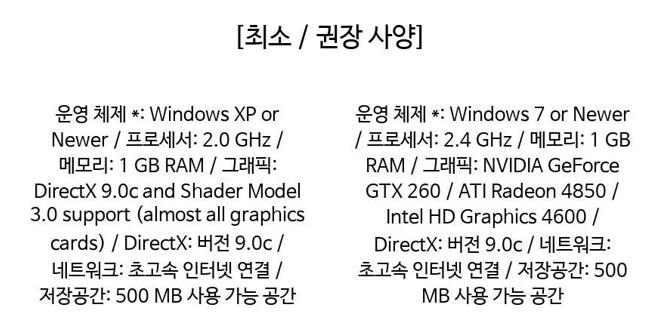 [최소 / 권장 사양]
운영 체제 *: Windows XP or
Newer / 프로세서: 2.0 GHz /
메모리: 1 GB RAM / 그래픽:
DirectX 9.0c and Shader Model
3.0 support (almost all graphics
cards) / DirectX: 버전 9.0c /
네트워크: 초고속 인터넷 연결 /
저장공간: 500 MB 사용 가능 공간
운영 체제 *: Windows 7 or Newer
/ 프로세서: 2.4 GHz / 메모리: 1 GB
RAM / 그래픽: NVIDIA GeForce
GTX 260 / ATI Radeon 4850 /
Intel HD Graphics 4600 /
DirectX: 버전 9.0c / 네트워크:
초고속 인터넷 연결 / 저장공간: 500
MB 사용 가능 공간